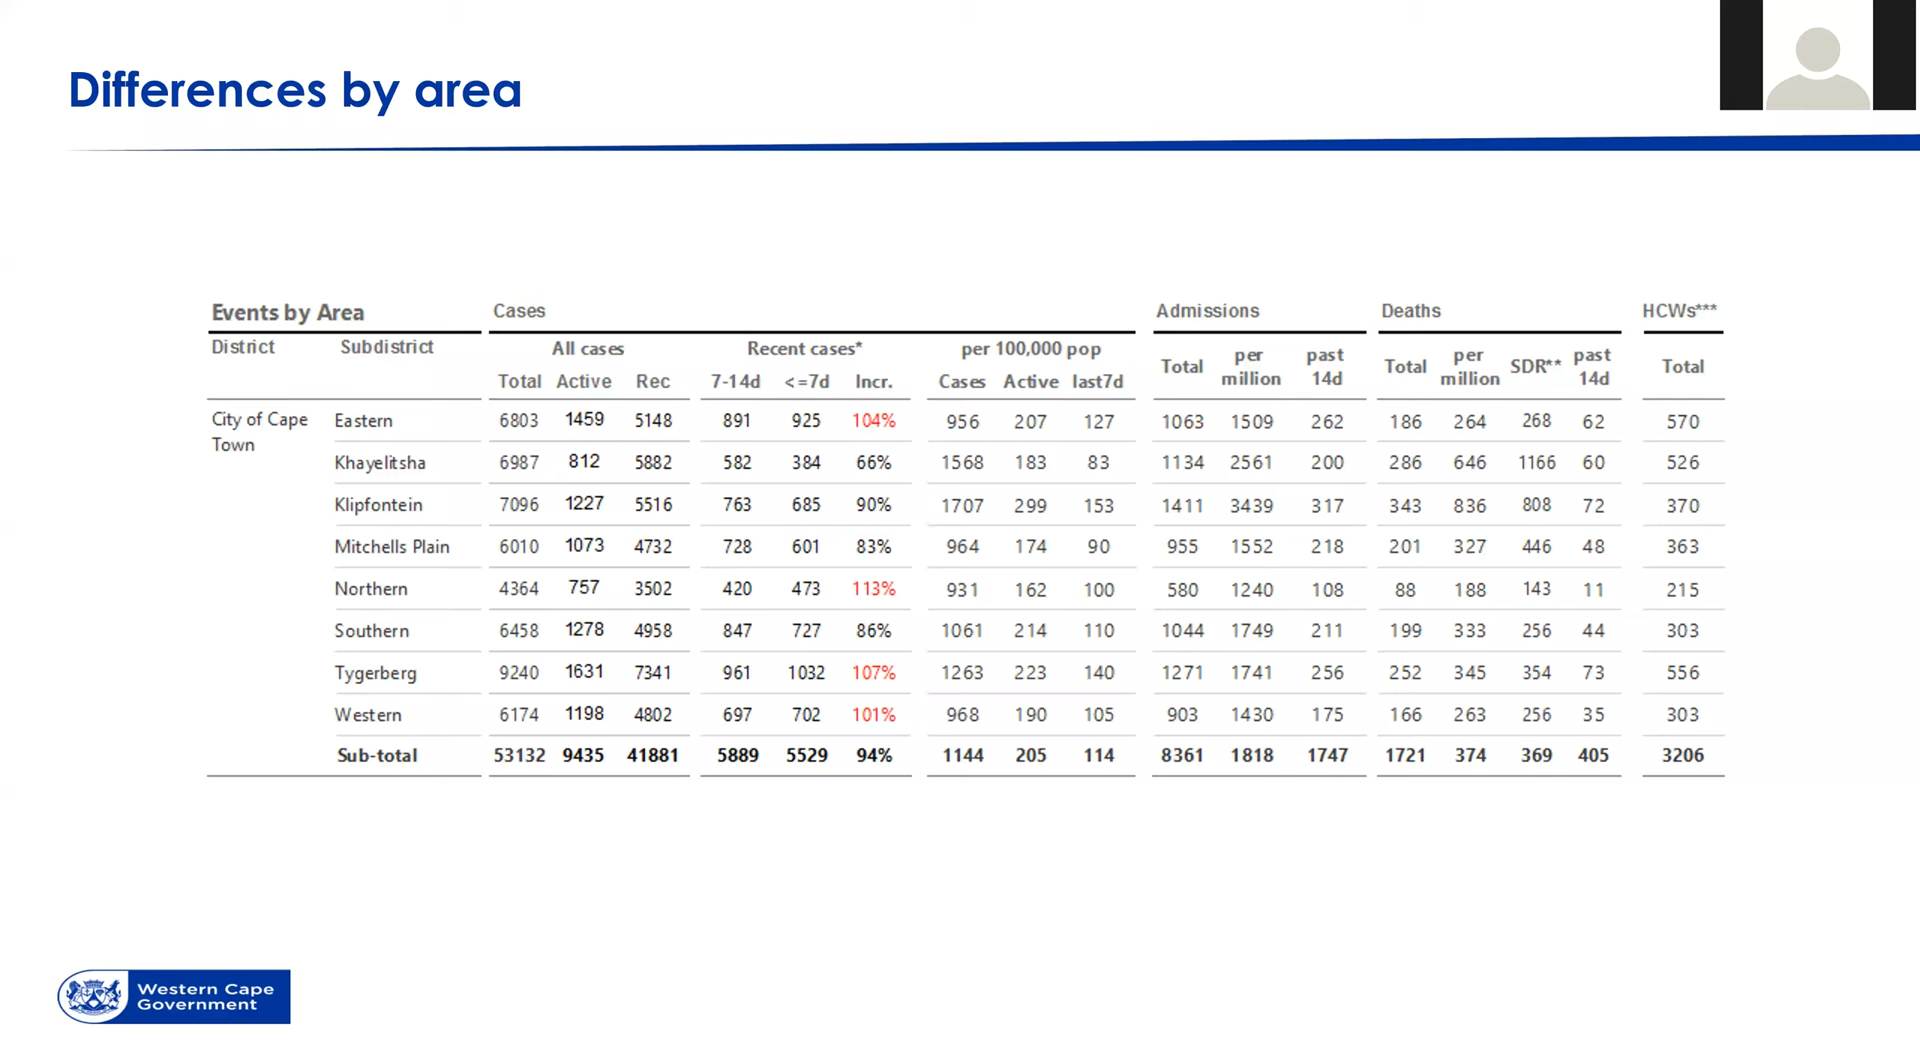 Differences by area
Events by Area Cases Admissions Deaths HCWs***
District Subdistrict All cases Recent cases* per 100,000 pop Total per million past 14d Total per million SDR** past 14d Total
Total Active Rec 7-14d <=7d Incr. Cases Active last7d
City of Cape Town Eastern 6803 1459 5148 891 925 104% 956 207 127 1063 1509 262 186 264 268 62 570
Khayelitsha 6987 812 5882 582 384 66% 1568 183 83 1134 2561 200 286 646 1166 60 526
Klipfontein 7096 1227 5516 763 685 90% 1707 299 153 1411 3439 317 343 836 808 72 370
Mitchells Plain 6010 1073 4732 728 601 83% 964 174 90 955 1552 218 201 327 446 48 363
Northern 4364 757 3502 420 473 113% 931 162 100 580 1240 108 88 188 143 11 215
Southern 6458 1278 4958 847 727 86% 1061 214 110 1044 1749 211 199 333 256 44 303
Tygerberg 9240 1631 7341 961 1032 107% 1263 223 140 1271 1741 256 252 345 354 73 556
Western 6174 1198 4802 697 702 101% 968 190 105 903 1430 175 166 263 256 35 303
Sub-total 53132 9435 41881 5889 5529 94% 1144 205 114 8361 1818 1747 1721 374 369 405 3206
Western Cape
Government